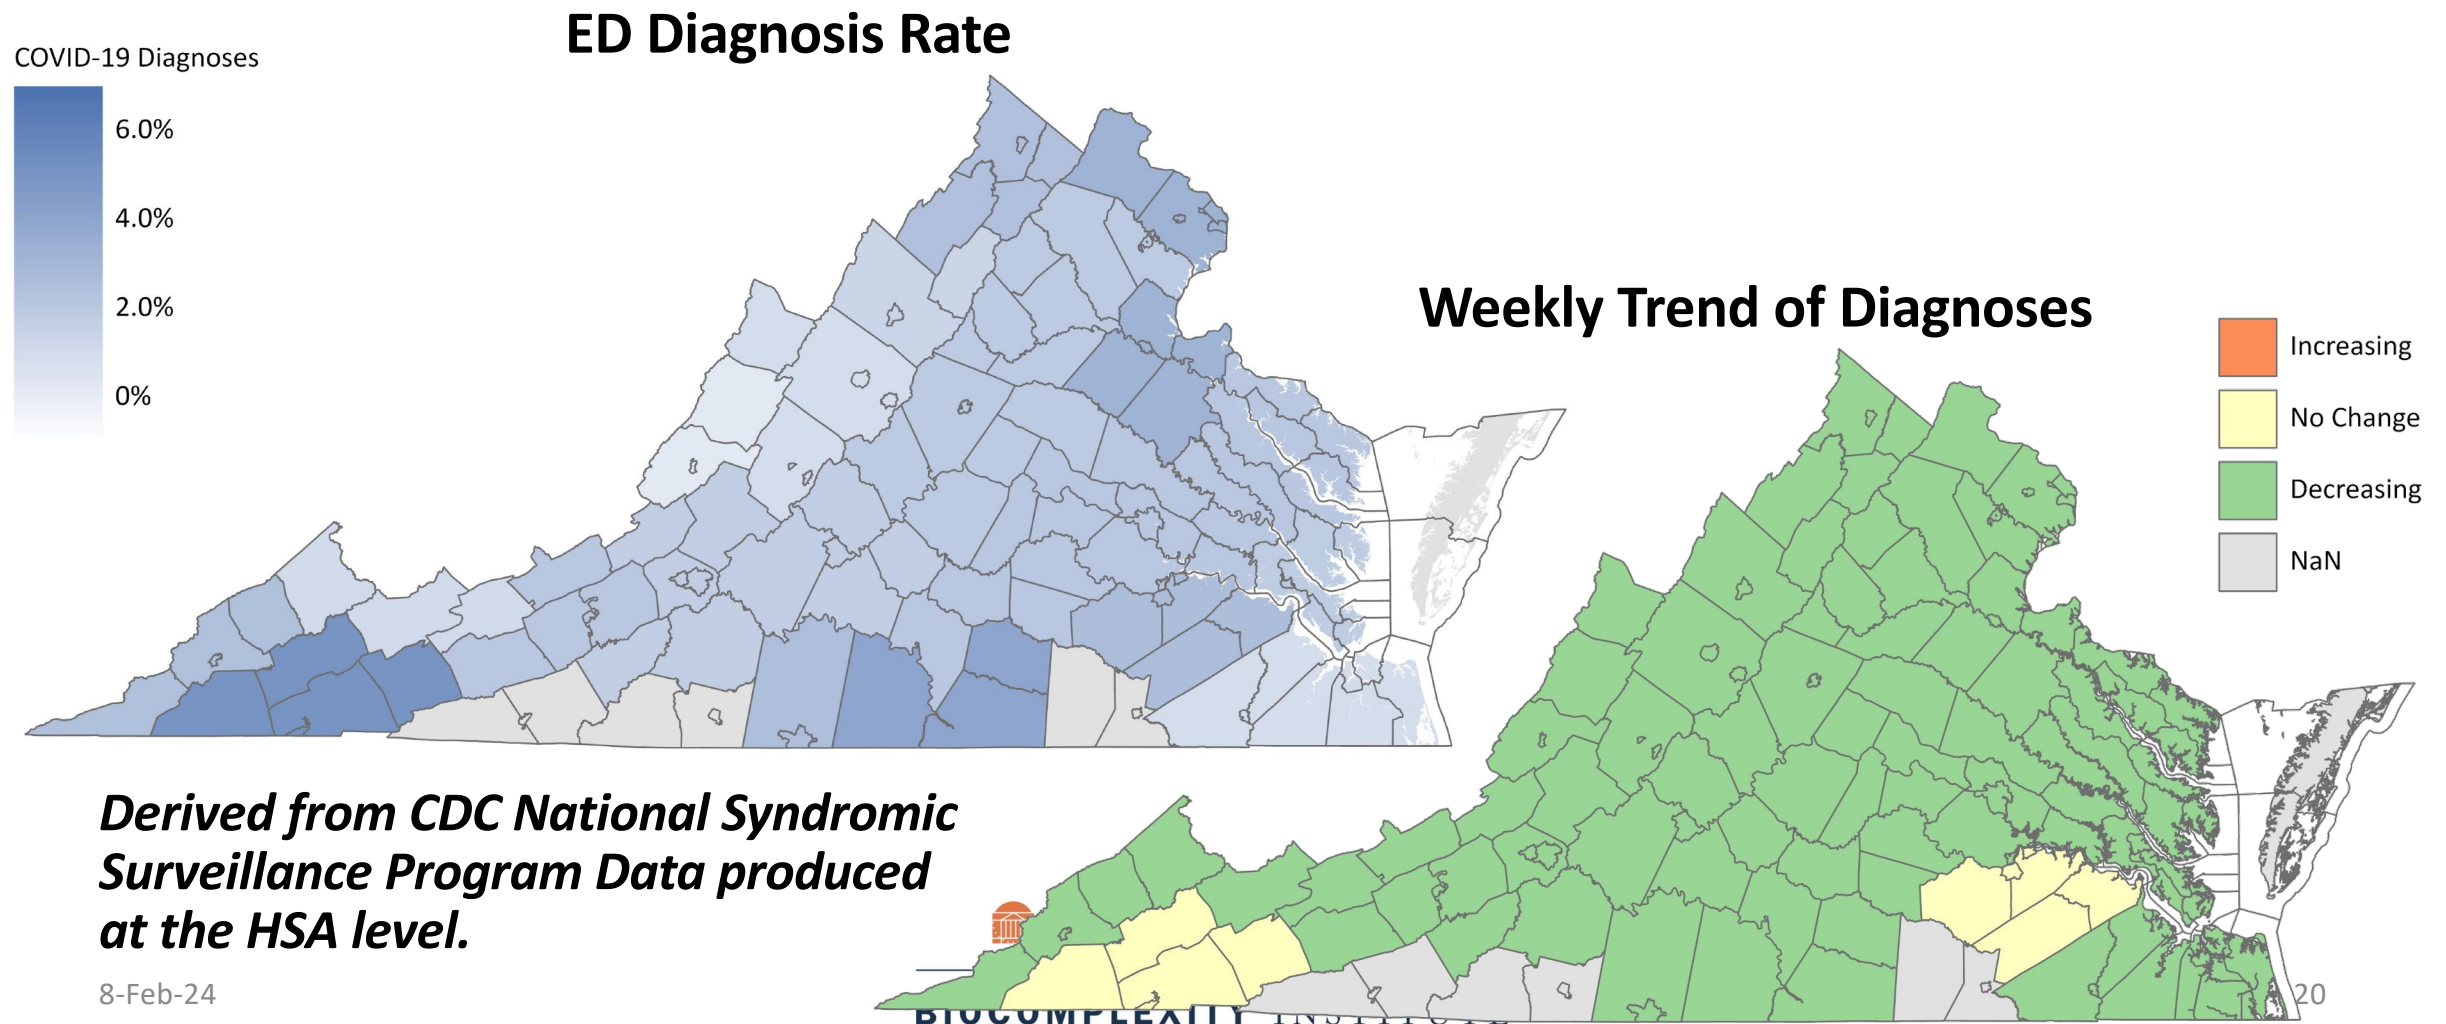 ED Diagnosis Rate
COVID-19 Diagnoses
6.0%
4.0%
2.0%
0%
Weekly Trend of Diagnoses
Increasing
No Change
Decreasing
NaN
Derived from CDC National Syndromic
Surveillance Program Data produced
at the HSA level.
8-Feb-24
20
BIOCOMPLEXITY INSTITUTE